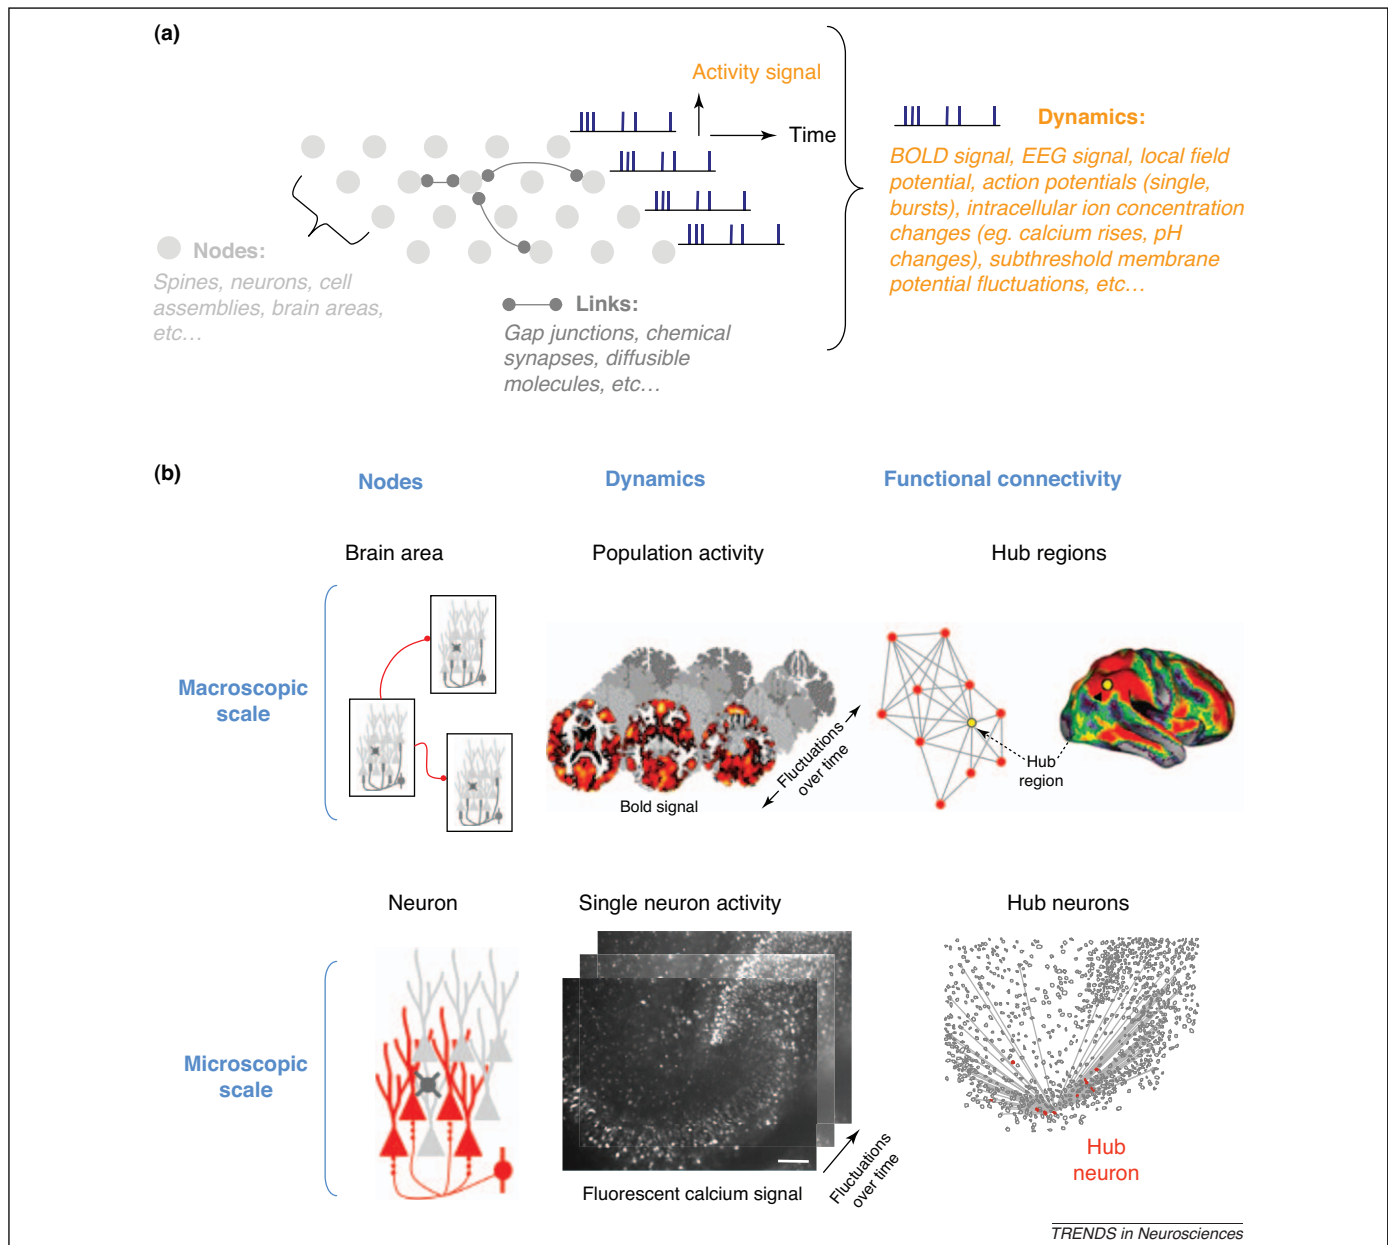 (a)
Activity signal
Time
Nodes:
Spines, neurons, cell
assemblies, brain areas,
etc…
Links:
Gap junctions, chemical
synapses, diffusible
molecules, etc…
Dynamics:
BOLD signal, EEG signal, local field
potential, action potentials (single,
bursts), intracellular ion concentration
changes (eg. calcium rises, pH
changes), subthreshold membrane
potential fluctuations, etc…
(b)
Nodes
Dynamics
Functional connectivity
Brain area
Population activity
Hub regions
Macroscopic
scale
Bold signal
Fluctuations
over time
Hub
region
Neuron
Single neuron activity
Hub neurons
Microscopic
scale
Fluorescent calcium signal
Fluctuations
over time
Hub
neuron
TRENDS in Neurosciences